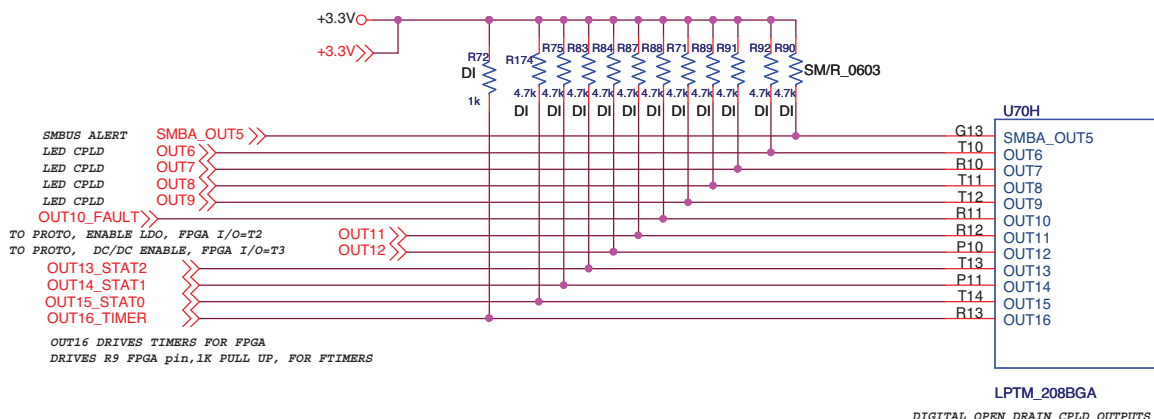 +3.3V
+3.3V
R72 R174 R75 R83 R84 R87 R88 R71 R89 R91 R92 R90
DI SM/R_0603
1k 4.7k 4.7k 4.7k 4.7k 4.7k 4.7k 4.7k 4.7k 4.7k 4.7k 4.7k
DI DI DI DI DI DI DI DI DI DI DI
U70H
SMBUS ALERT SMBA_OUT5 G13 SMBA_OUT5
LED CPLD OUT6 T10 OUT6
LED CPLD OUT7 R10 OUT7
LED CPLD OUT8 T11 OUT8
LED CPLD OUT9 T12 OUT9
OUT10_FAULT R11 OUT10
TO PROTO, ENABLE LDO, FPGA I/O=T2 OUT11 R12 OUT11
TO PROTO, DC/DC ENABLE, FPGA I/O=T3 OUT12 P10 OUT12
OUT13_STAT2 T13 OUT13
OUT14_STAT1 P11 OUT14
OUT15_STAT0 T14 OUT15
OUT16_TIMER R13 OUT16
OUT16 DRIVES TIMERS FOR FPGA
DRIVES R9 FPGA pin,1K PULL UP, FOR FTIMERS
LPTM_208BGA
DIGITAL OPEN DRAIN CPLD OUTPUTS